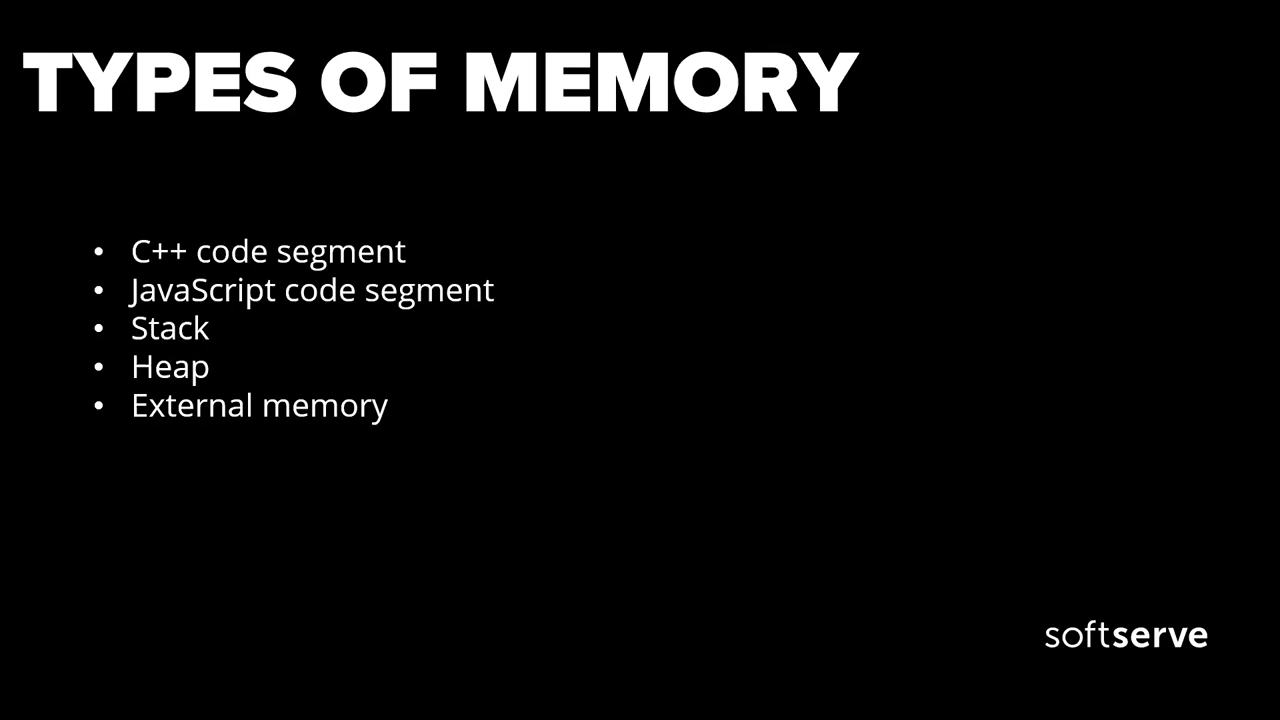 TYPES OF MEMORY
• C++ code segment
• JavaScript code segment
• Stack
• Heap
• External memory
softserve